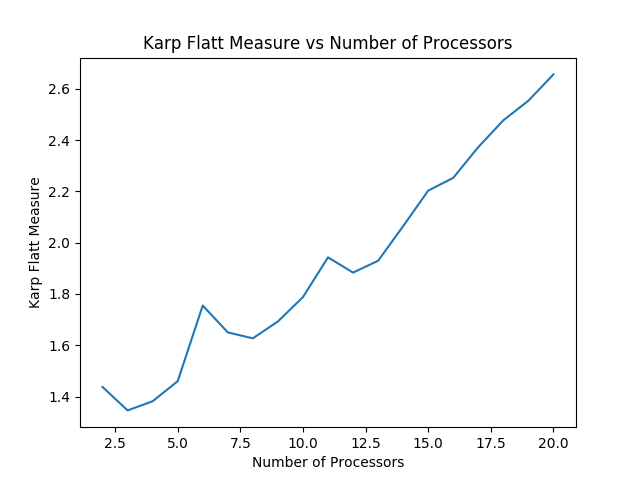 Karp Flatt Measure vs Number of Processors
2.6
2.4
2.2
2.0
1.8
1.6
1.4
Karp Flatt Measure
2.5 5.0 7.5 10.0 12.5 15.0 17.5 20.0
Number of Processors